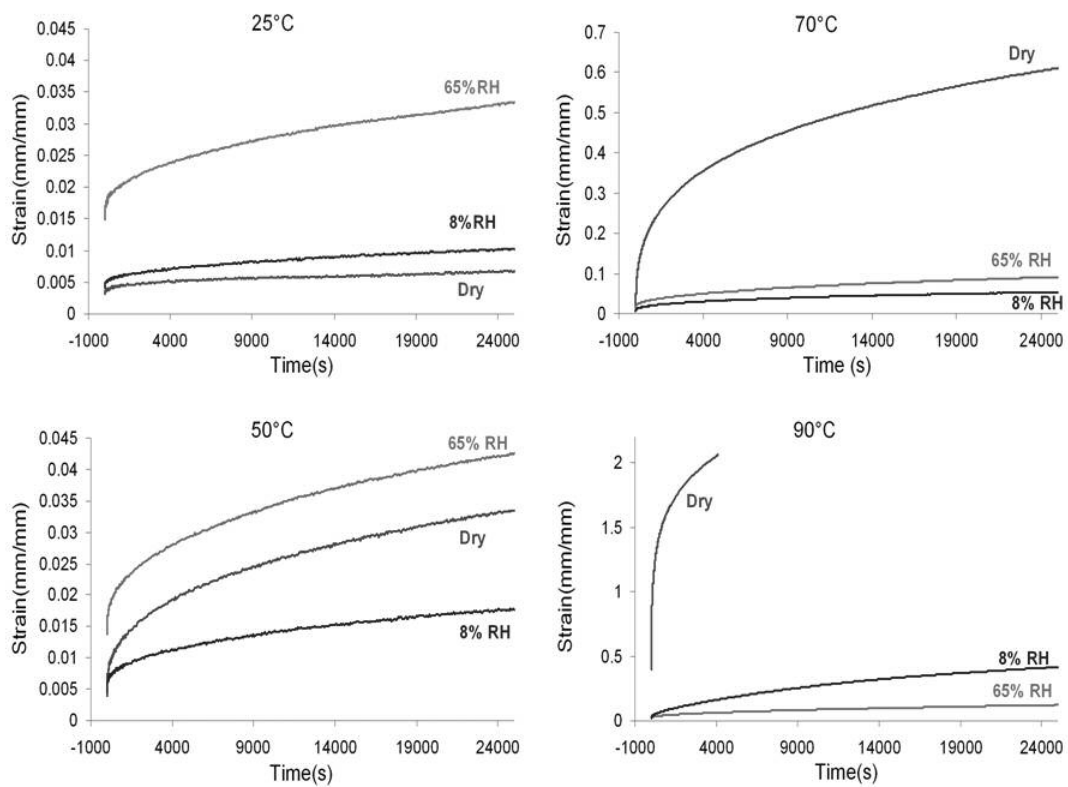 25°C
0.045
0.04
0.035
0.03
0.025
0.02
0.015
0.01
0.005
0
Strain(mm/mm)
65%RH
8%RH
Dry
-1000 4000 9000 14000 19000 24000
Time(s)
70°C
0.7
0.6
0.5
0.4
0.3
0.2
0.1
0
Strain(mm/mm)
Dry
65% RH
8% RH
-1000 4000 9000 14000 19000 24000
Time (s)
50°C
0.045
0.04
0.035
0.03
0.025
0.02
0.015
0.01
0.005
0
Strain(mm/mm)
65% RH
Dry
8% RH
-1000 4000 9000 14000 19000 24000
Time(s)
90°C
2
1.5
1
0.5
0
Strain(mm/mm)
Dry
8% RH
65% RH
-1000 4000 9000 14000 19000 24000
Time(s)